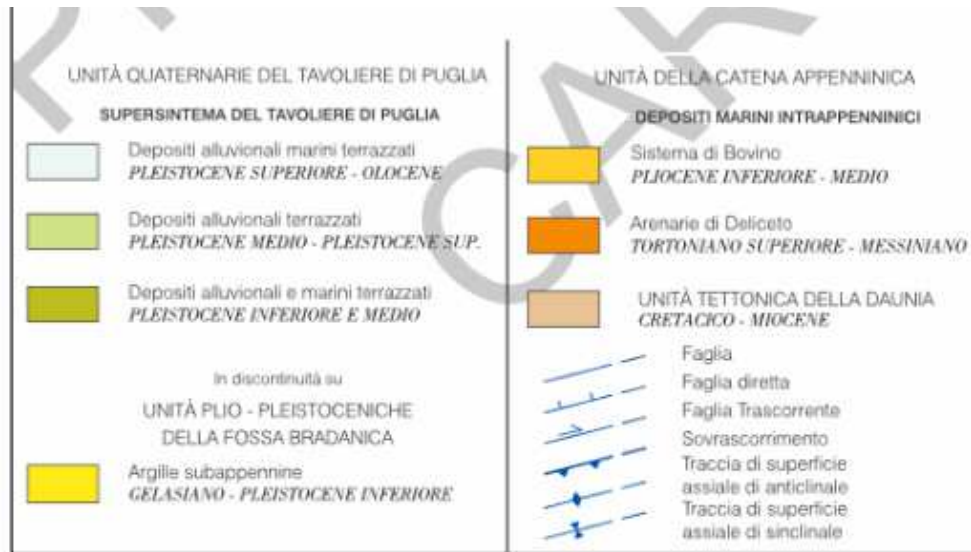 UNITÀ QUATERNARIE DEL TAVOLIERE DI PUGLIA
SUPERSINTEMA DEL TAVOLIERE DI PUGLIA
Depositi alluvionali marini terrazzati
PLEISTOCENE SUPERIORE - OLOCENE
Depositi alluvionali terrazzati
PLEISTOCENE MEDIO - PLEISTOCENE SUP.
Depositi alluvionali e marini terrazzati
PLEISTOCENE INFERIORE E MEDIO
In discontinuità su
UNITÀ PLIO - PLEISTOCENICHE
DELLA FOSSA BRADANICA
Argille subappennine
GELASIANO - PLEISTOCENE INFERIORE
UNITÀ DELLA CATENA APPENNINICA
DEPOSITI MARINI INTRAPPENNINICI
Sistema di Bovino
PLIOCENE INFERIORE - MEDIO
Arenarie di Deliceto
TORTONIANO SUPERIORE - MESSINIANO
UNITÀ TETTONICA DELLA DAUNIA
CRETACICO - MIOCENE
Faglia
Faglia diretta
Faglia Trascorrente
Sovrascorrimento
Traccia di superficie
assiale di anticlinale
Traccia di superficie
assiale di sinclinale